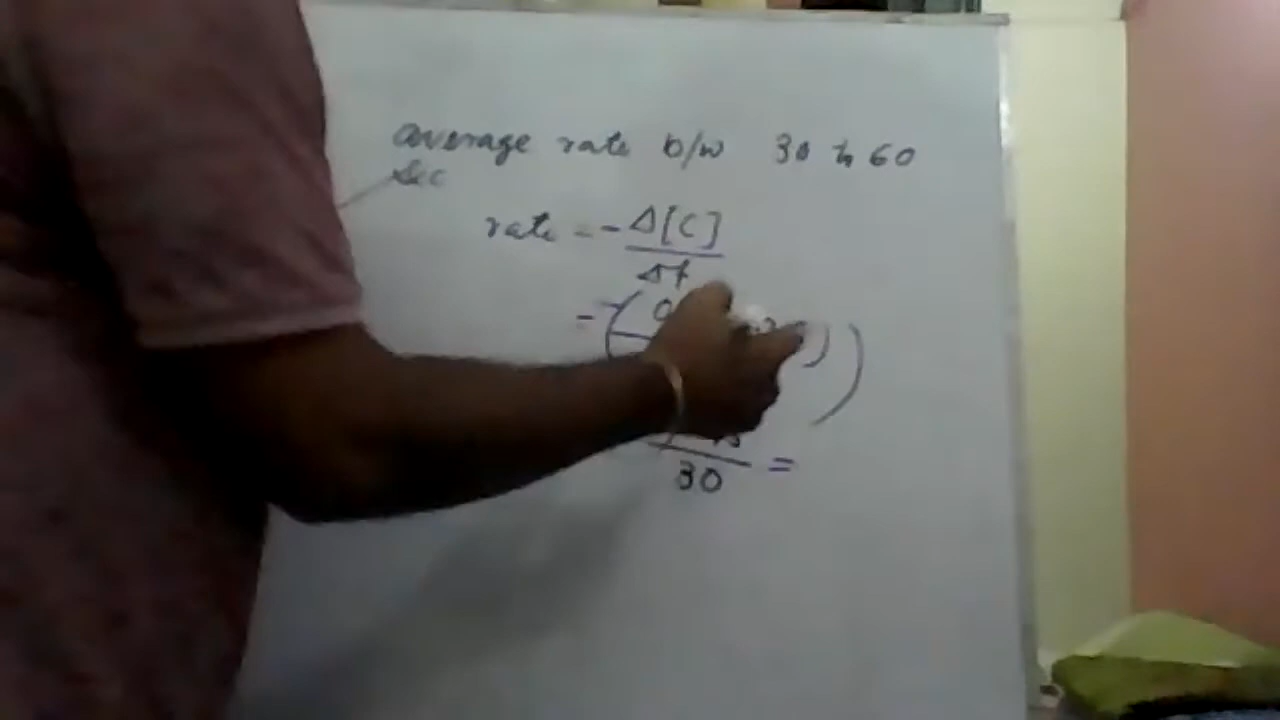 average rate b/w 30 to 60
sec
rate = - Δ[C]
Δt
= - (
30 =